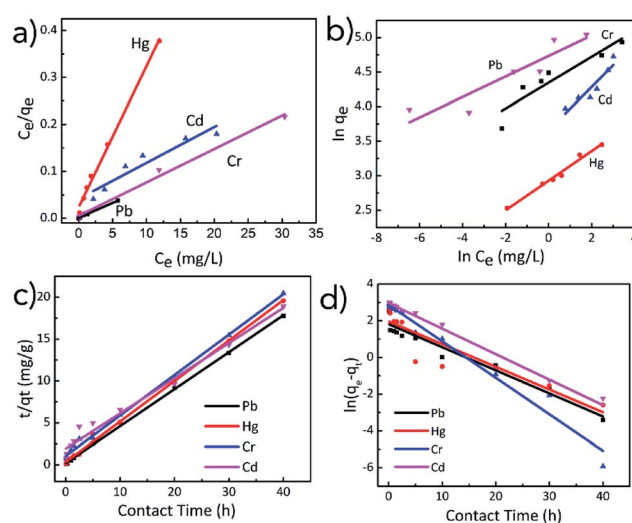 a)
Ce/qe
0.4
0.3
0.2
0.1
0.0
Hg
Cd
Cr
Pb
0 5 10 15 20 25 30 35
Ce (mg/L)
b)
ln qe
5.0
4.5
4.0
3.5
3.0
2.5
Cr
Pb
Cd
Hg
-8 -6 -4 -2 0 2 4
ln Ce (mg/L)
c)
t/qt (mg/g)
20
15
10
5
0
Pb
Hg
Cr
Cd
0 10 20 30 40
Contact Time (h)
d)
ln(qe-qt)
4
2
0
-2
-4
-6
Pb
Hg
Cr
Cd
0 10 20 30 40
Contact Time (h)